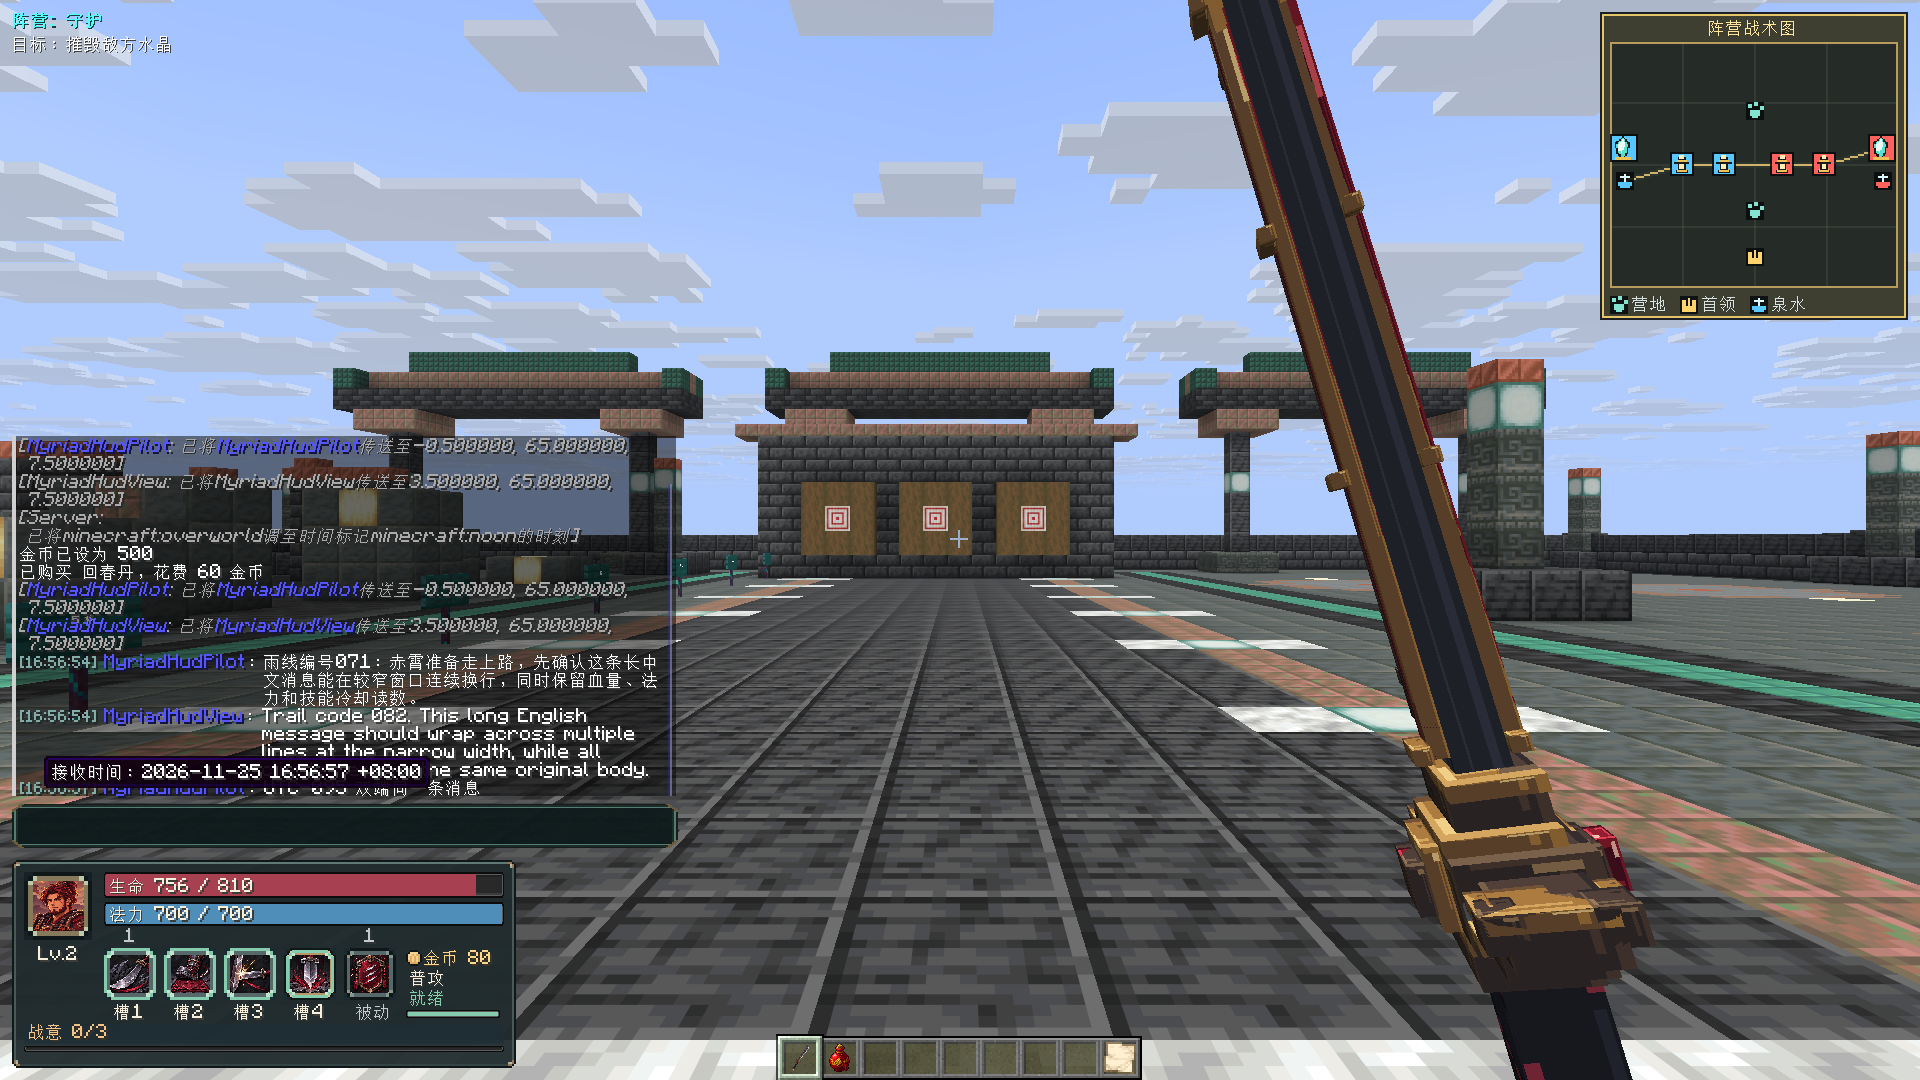 阵营: 守护
目标：摧毁敌方水晶
阵营战术图
营地 首领 泉水
[MyriadHudPilot: 已将MyriadHudPilot传送至-0.500000, 65.000000,
7.500000]
[MyriadHudView: 已将MyriadHudView传送至3.500000, 65.000000,
7.500000]
[Server:
已将minecraft:overworld调至时间标记minecraft:noon的时刻]
金币已设为 500
已购买 回春丹，花费 60 金币
[MyriadHudPilot: 已将MyriadHudPilot传送至-0.500000, 65.000000,
7.500000]
[MyriadHudView: 已将MyriadHudView传送至3.500000, 65.000000,
7.500000]
[16:56:54] MyriadHudPilot: 雨线编号071：赤霄准备走上路，先确认这条长中
文消息能在较窄窗口连续换行，同时保留血量、法
力和技能冷却读数。
[16:56:54] MyriadHudView: Trail code 082. This long English
message should wrap across multiple
lines at the narrow width, while all
接收时间：2026-11-25 16:56:57 +08:00
ne same original body.
条消息
生命 756 / 810
法力 700 / 700
Lv.2
1 1
金币 80
普攻
就绪
槽1 槽2 槽3 槽4 被动
战意 0/3